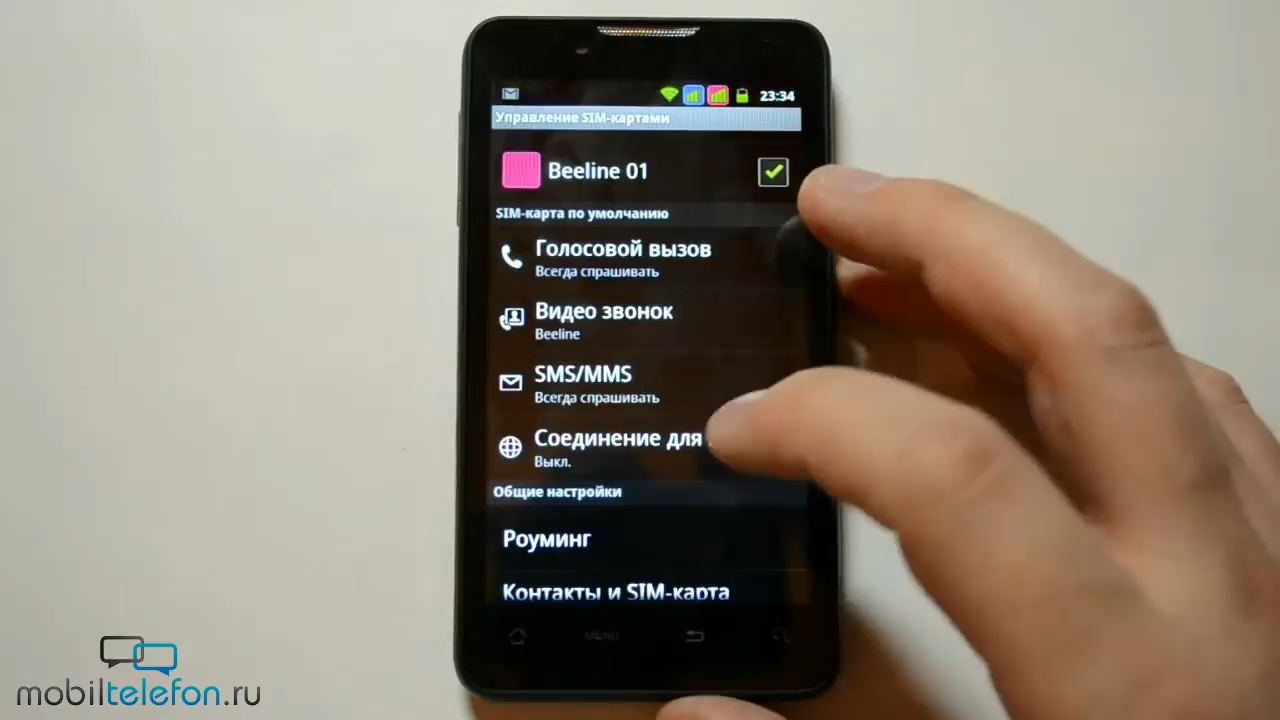 23:34
Управление SIM-картами
Beeline 01
SIM-карта по умолчанию
Голосовой вызов
Всегда спрашивать
Видео звонок
Beeline
SMS/MMS
Всегда спрашивать
Соединение для
Выкл.
Общие настройки
Роуминг
Контакты и SIM-карта
MENU
mobiltelefon.ru